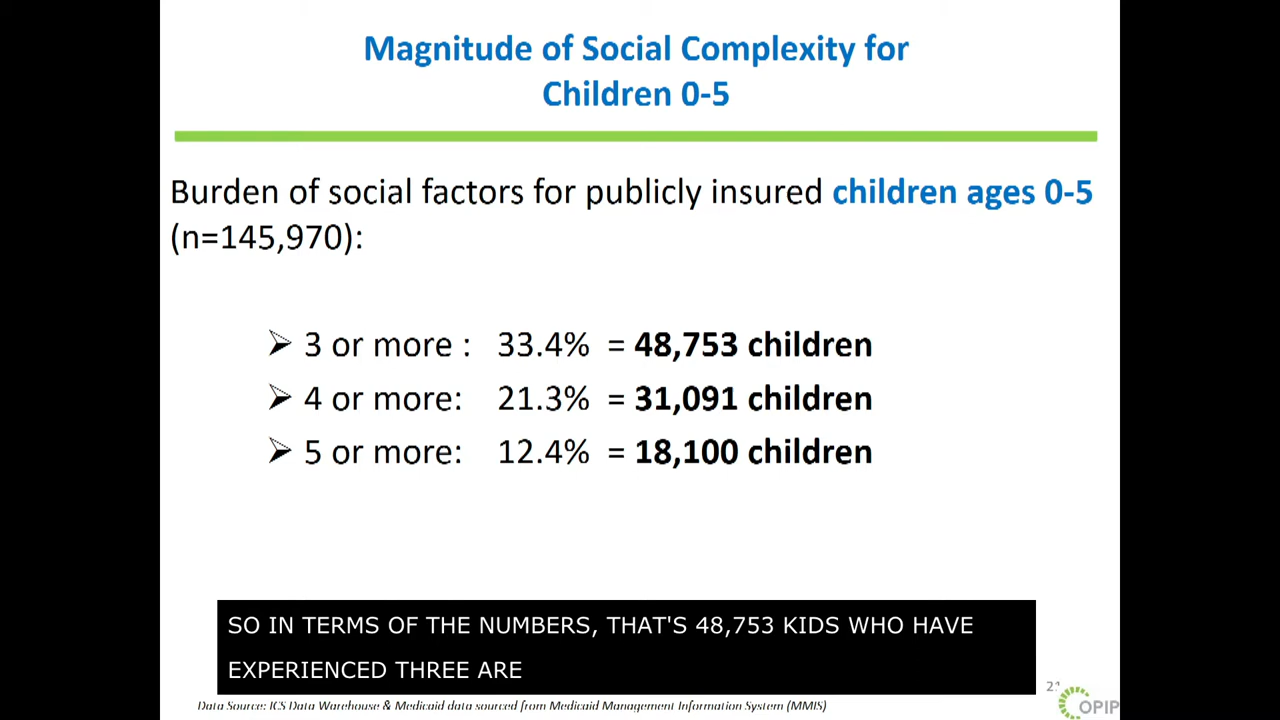 Magnitude of Social Complexity for
Children 0-5
Burden of social factors for publicly insured children ages 0-5
(n=145,970):
➢ 3 or more : 33.4% = 48,753 children
➢ 4 or more: 21.3% = 31,091 children
➢ 5 or more: 12.4% = 18,100 children
SO IN TERMS OF THE NUMBERS, THAT'S 48,753 KIDS WHO HAVE
EXPERIENCED THREE ARE
Data Source: ICS Data Warehouse & Medicaid data sourced from Medicaid Management Information System (MMIS)
OPIP